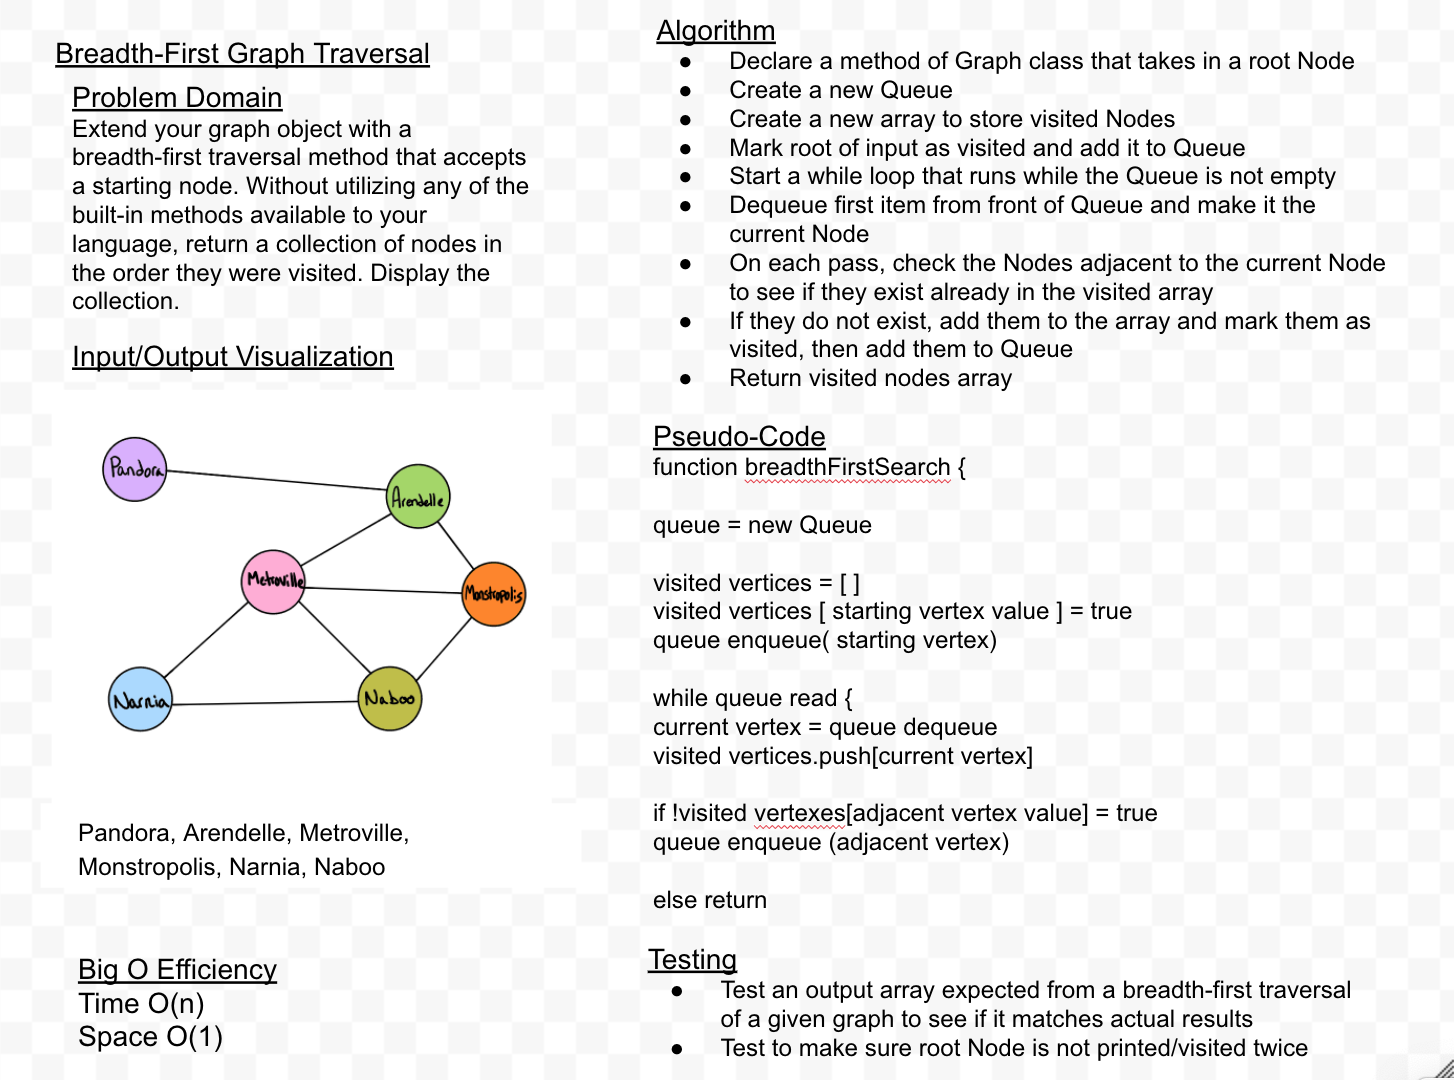 Breadth-First Graph Traversal
Problem Domain
Extend your graph object with a
breadth-first traversal method that accepts
a starting node. Without utilizing any of the
built-in methods available to your
language, return a collection of nodes in
the order they were visited. Display the
collection.
Input/Output Visualization
Pandora
Arendelle
Metroville
Monstropolis
Narnia
Naboo
Pandora, Arendelle, Metroville,
Monstropolis, Narnia, Naboo
Big O Efficiency
Time O(n)
Space O(1)
Algorithm
● Declare a method of Graph class that takes in a root Node
● Create a new Queue
● Create a new array to store visited Nodes
● Mark root of input as visited and add it to Queue
● Start a while loop that runs while the Queue is not empty
● Dequeue first item from front of Queue and make it the
current Node
● On each pass, check the Nodes adjacent to the current Node
to see if they exist already in the visited array
● If they do not exist, add them to the array and mark them as
visited, then add them to Queue
● Return visited nodes array
Pseudo-Code
function breadthFirstSearch {
queue = new Queue
visited vertices = [ ]
visited vertices [ starting vertex value ] = true
queue enqueue( starting vertex)
while queue read {
current vertex = queue dequeue
visited vertices.push[current vertex]
if !visited vertexes[adjacent vertex value] = true
queue enqueue (adjacent vertex)
else return
Testing
● Test an output array expected from a breadth-first traversal
of a given graph to see if it matches actual results
● Test to make sure root Node is not printed/visited twice